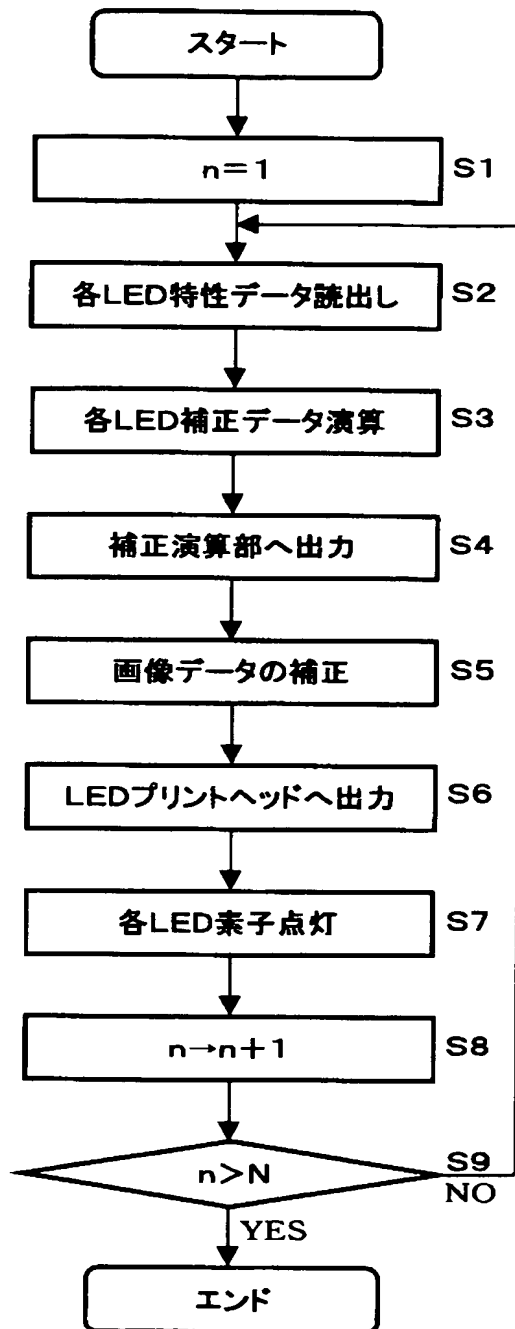 スタート
n=1 S1
各LED特性データ読出し S2
各LED補正データ演算 S3
補正演算部へ出力 S4
画像データの補正 S5
LEDプリントヘッドへ出力 S6
各LED素子点灯 S7
n→n+1 S8
n>N S9
NO
YES
エンド